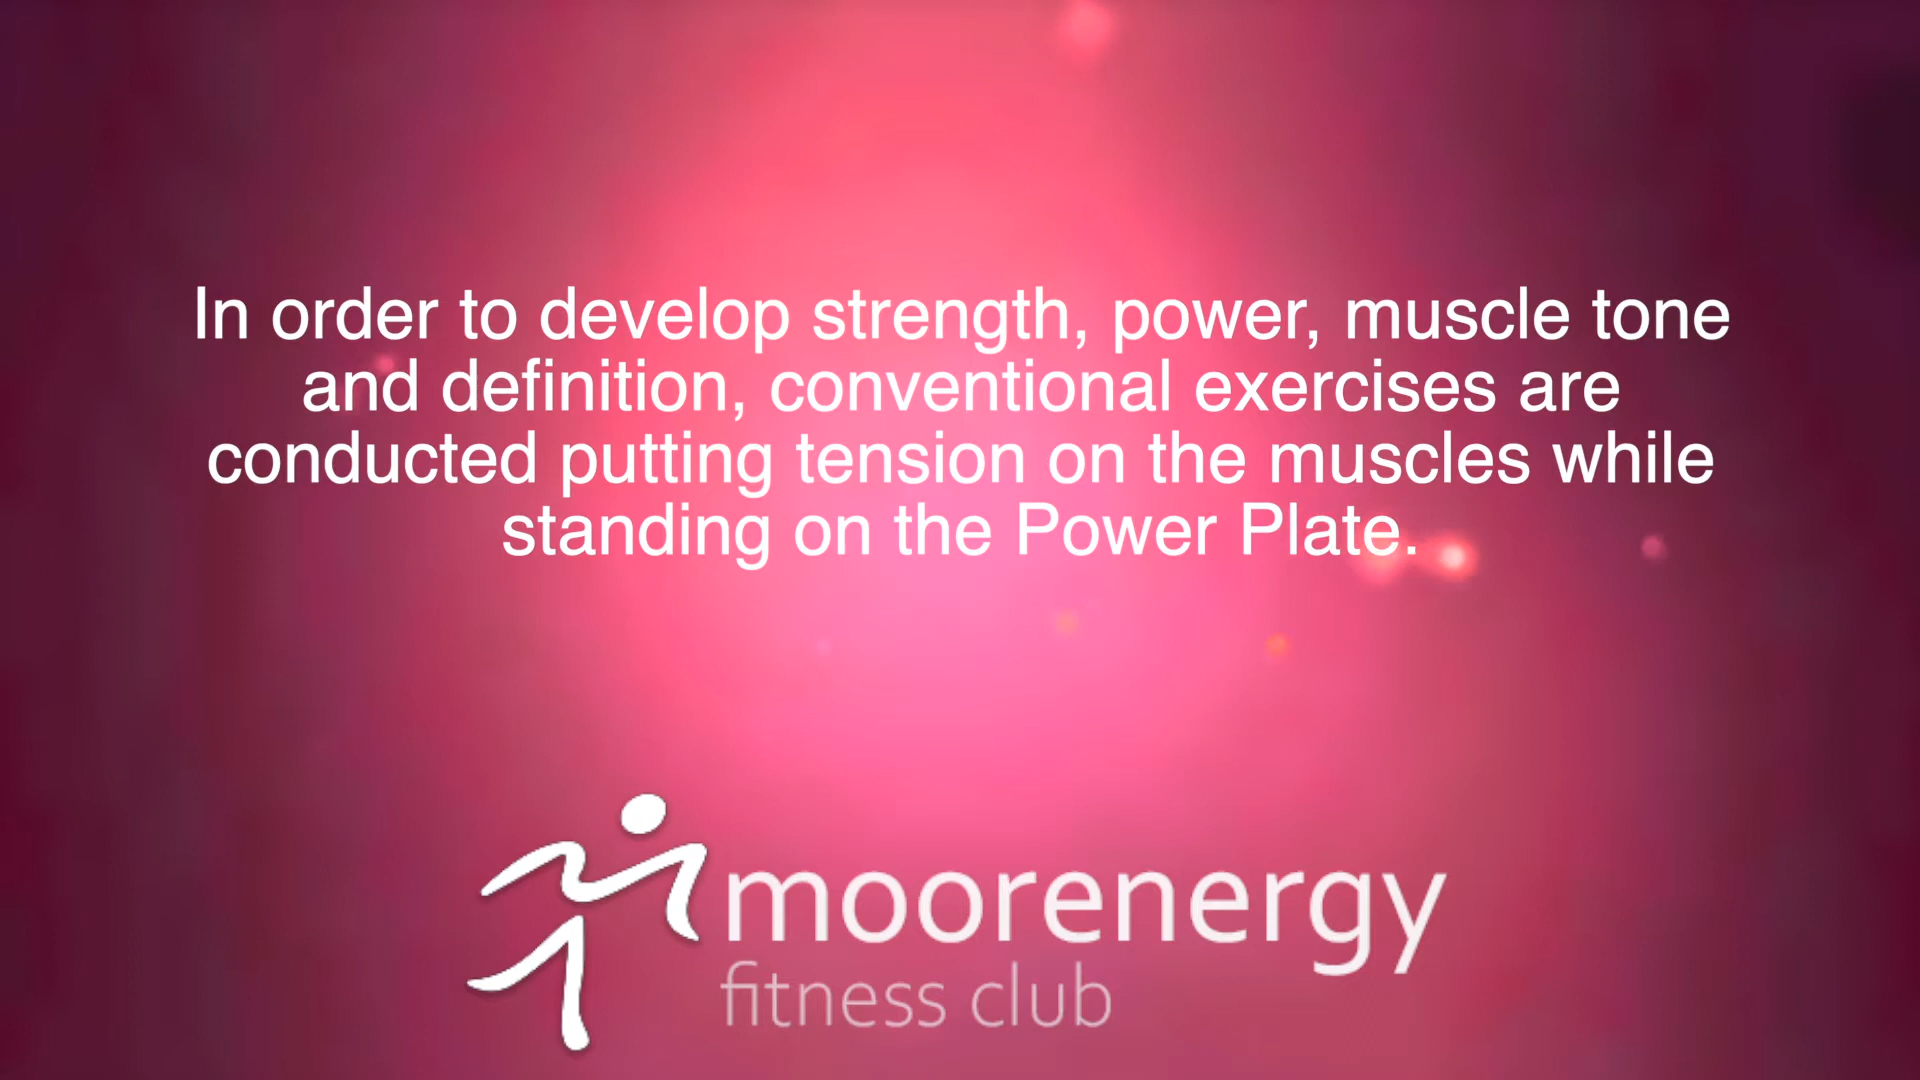 In order to develop strength, power, muscle tone
and definition, conventional exercises are
conducted putting tension on the muscles while
standing on the Power Plate.
moorenergy
fitness club